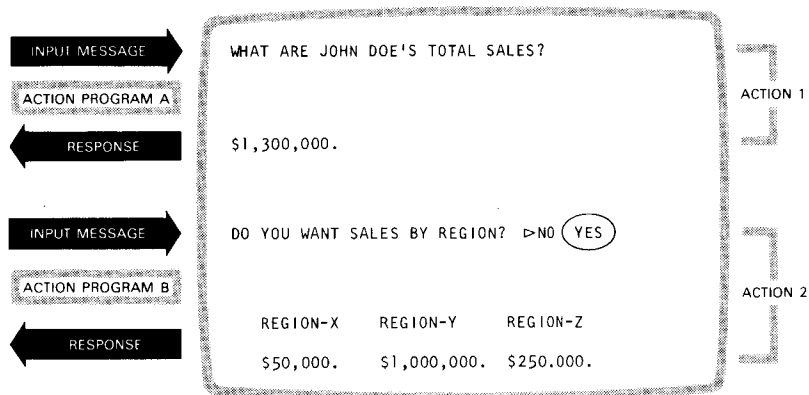 INPUT MESSAGE
WHAT ARE JOHN DOE'S TOTAL SALES?
ACTION PROGRAM A
ACTION 1
RESPONSE
$1,300,000.
INPUT MESSAGE
DO YOU WANT SALES BY REGION? ▷NO YES
ACTION PROGRAM B
ACTION 2
REGION-X REGION-Y REGION-Z
RESPONSE
$50,000. $1,000,000. $250.000.